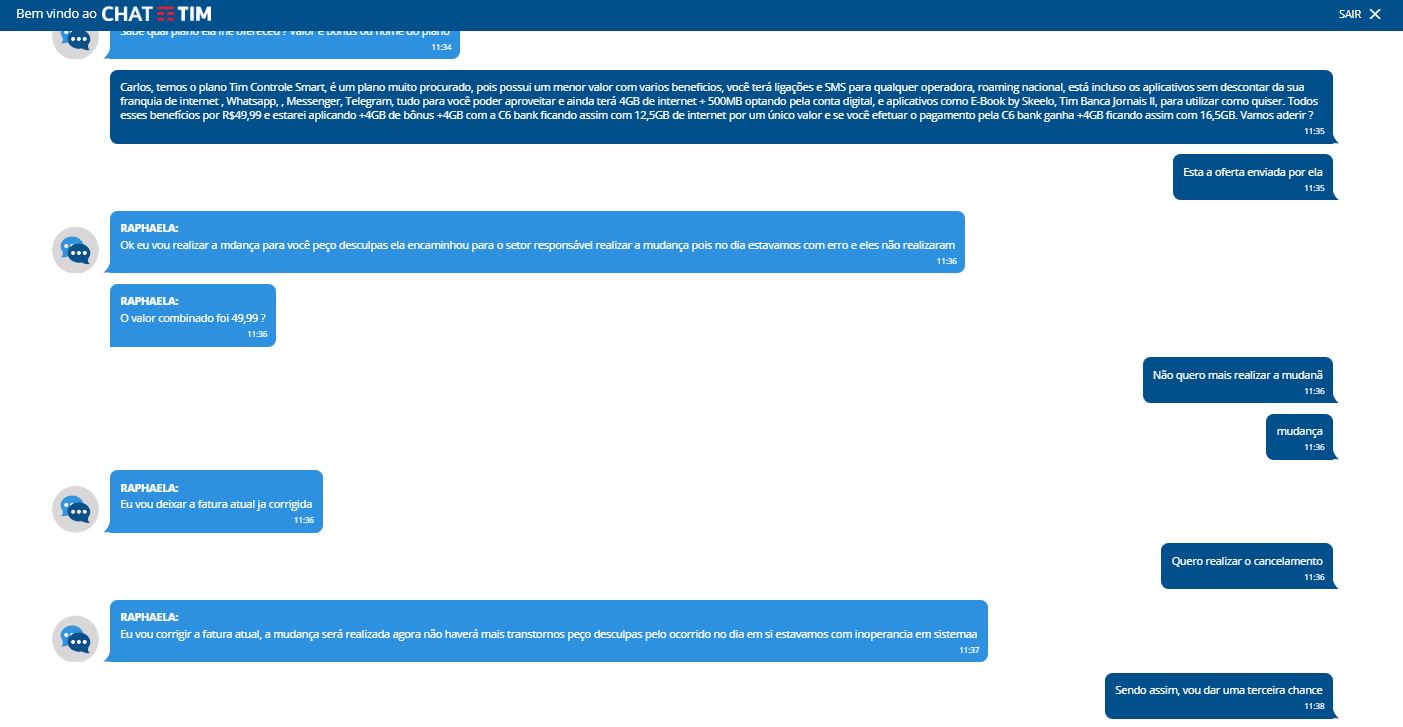 Bem vindo ao CHAT TIM
SAIR
Sabe qual plano ela lhe ofereceu ? Valor e bonus ou nome do plano
11:34
Carlos, temos o plano Tim Controle Smart, é um plano muito procurado, pois possui um menor valor com varios benefícios, você terá ligações e SMS para qualquer operadora, roaming nacional, está incluso os aplicativos sem descontar da sua
franquia de internet , Whatsapp, , Messenger, Telegram, tudo para você poder aproveitar e ainda terá 4GB de internet + 500MB optando pela conta digital, e aplicativos como E-Book by Skeelo, Tim Banca Jornais II, para utilizar como quiser. Todos
esses benefícios por R$49,99 e estarei aplicando +4GB de bônus +4GB com a C6 bank ficando assim com 12,5GB de internet por um único valor e se você efetuar o pagamento pela C6 bank ganha +4GB ficando assim com 16,5GB. Vamos aderir ?
11:35
Esta a oferta enviada por ela
11:35
RAPHAELA:
Ok eu vou realizar a mdança para você peço desculpas ela encaminhou para o setor responsável realizar a mudança pois no dia estavamos com erro e eles não realizaram
11:36
RAPHAELA:
O valor combinado foi 49,99 ?
11:36
Não quero mais realizar a mudanã
11:36
mudança
11:36
RAPHAELA:
Eu vou deixar a fatura atual ja corrigida
11:36
Quero realizar o cancelamento
11:36
RAPHAELA:
Eu vou corrigir a fatura atual, a mudança será realizada agora não haverá mais transtornos peço desculpas pelo ocorrido no dia em si estavamos com inoperancia em sistemaa
11:37
Sendo assim, vou dar uma terceira chance
11:38